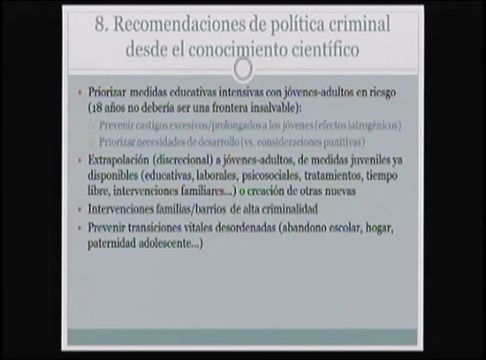 8. Recomendaciones de política criminal
desde el conocimiento científico
Priorizar medidas educativas intensivas con jóvenes-adultos en riesgo
(18 años no debería ser una frontera insalvable):
Prevenir castigos excesivos/prolongados a los jóvenes (efectos iatrogénicos)
Priorizar necesidades de desarrollo (vs. consideraciones punitivas)
Extrapolación (discrecional) a jóvenes-adultos, de medidas juveniles ya
disponibles (educativas, laborales, psicosociales, tratamientos, tiempo
libre, intervenciones familiares...) o creación de otras nuevas
Intervenciones familias/barrios de alta criminalidad
Prevenir transiciones vitales desordenadas (abandono escolar, hogar,
paternidad adolescente...)